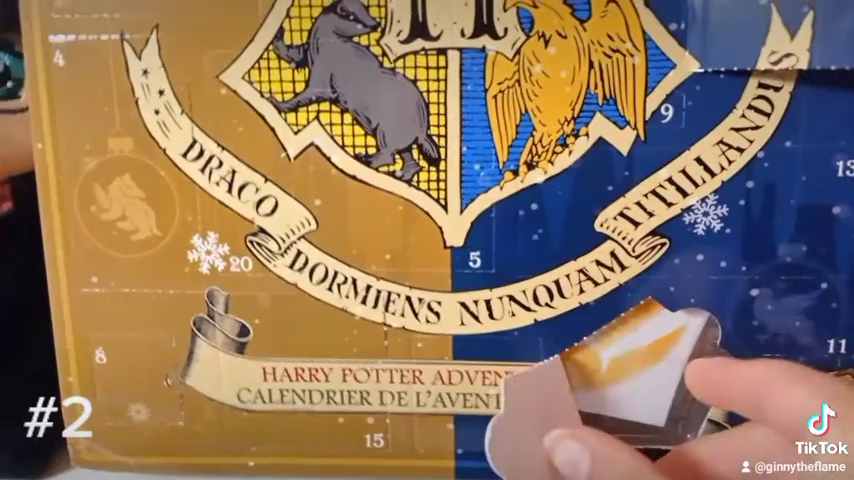 H
4
9
13
DRACO
DORMIENS NUNQUAM
TITILLANDUS
5
20
8
11
HARRY POTTER ADVEN
CALENDRIER DE L'AVENT
15
#2
TikTok
@ginnytheflame